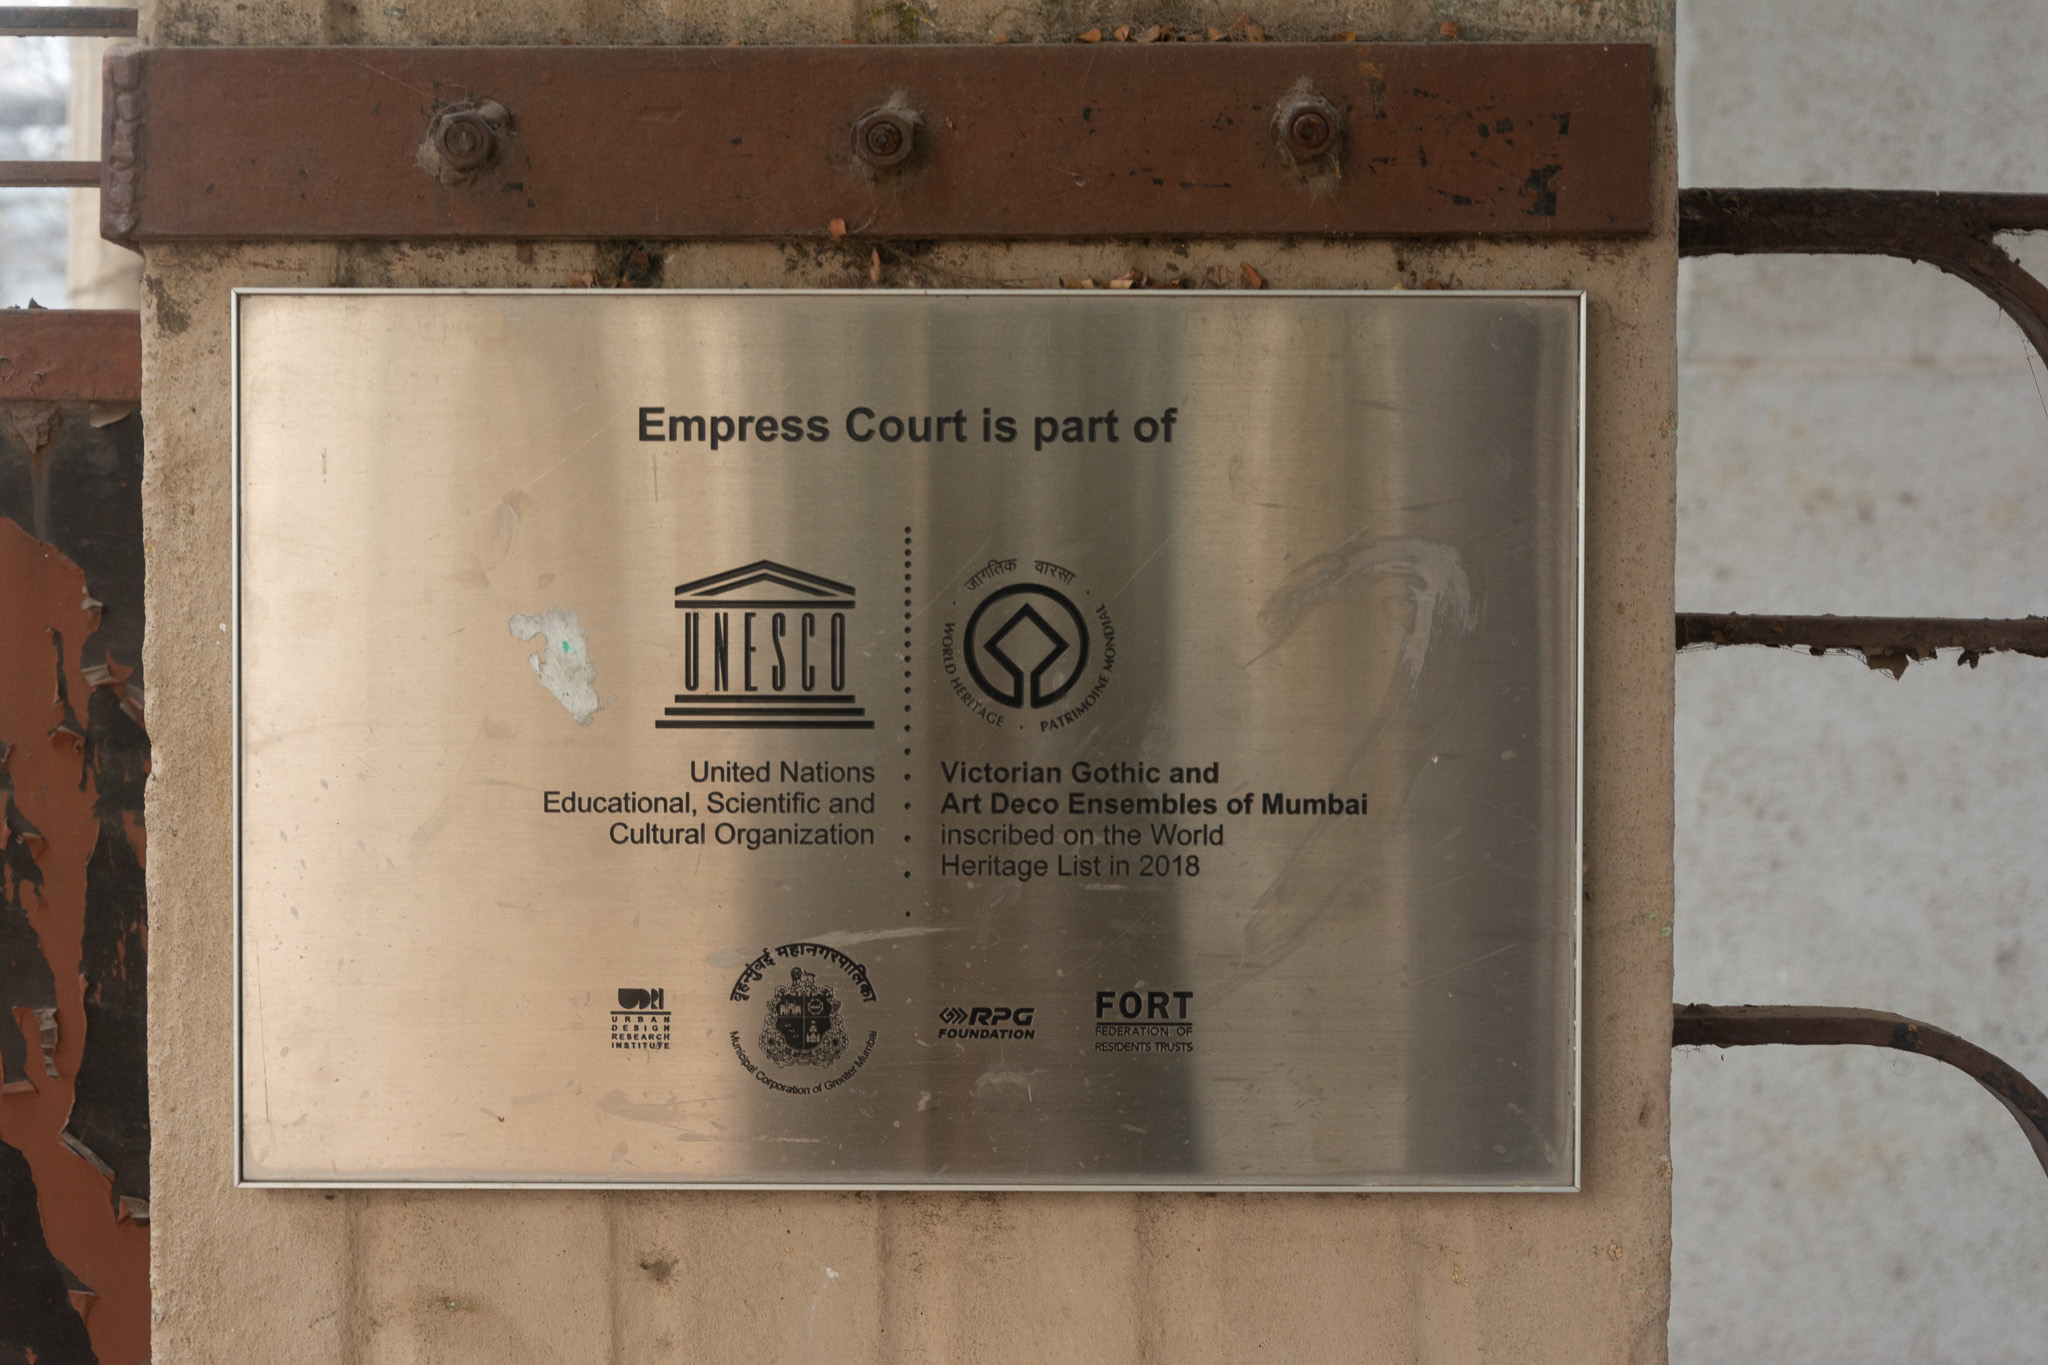 Empress Court is part of
UNESCO
United Nations
Educational, Scientific and
Cultural Organization
जागतिक वारसा
WORLD HERITAGE · PATRIMOINE MONDIAL
Victorian Gothic and
Art Deco Ensembles of Mumbai
inscribed on the World
Heritage List in 2018
UDRI
URBAN
DESIGN
RESEARCH
INSTITUTE
बृहन्मुंबई महानगरपालिका
Municipal Corporation of Greater Mumbai
RPG
FOUNDATION
FORT
FEDERATION OF
RESIDENTS TRUSTS